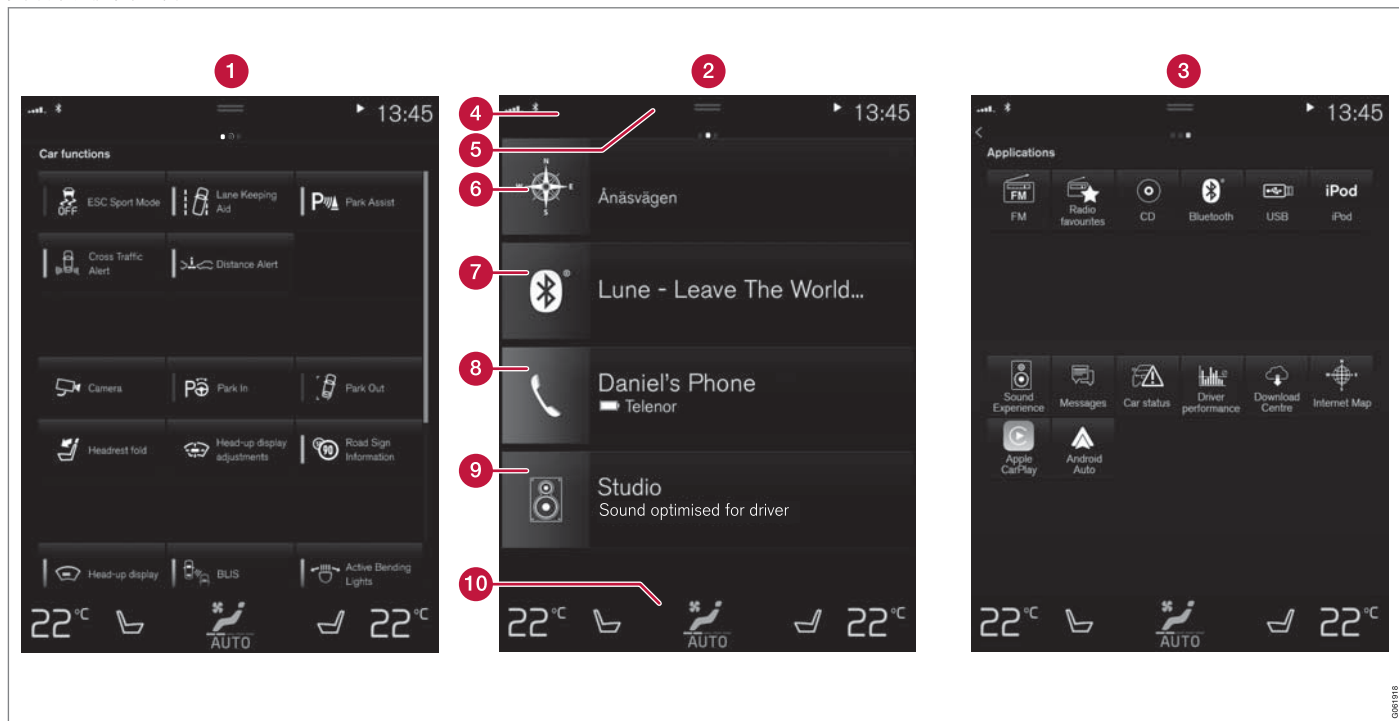 1
2
3
13:45
Car functions
ESC Sport Mode
OFF
Lane Keeping
Aid
P
Park Assist
Cross Traffic
Alert
Distance Alert
Camera
P
Park In
Park Out
Headrest fold
Head-up display
adjustments
90
Road Sign
Information
Head-up display
BLIS
Active Bending
Lights
22°C
AUTO
22°C
4
5
6
7
8
9
10
13:45
N
W
E
S
Ånäsvägen
®
Lune - Leave The World...
Daniel's Phone
Telenor
Studio
Sound optimised for driver
22°C
AUTO
22°C
13:45
Applications
FM
FM
Radio
favourites
CD
Bluetooth
USB
iPod
iPod
Sound
Experience
Messages
Car status
Driver
performance
Download
Centre
Internet Map
Apple
CarPlay
Android
Auto
22°C
AUTO
22°C
G061918